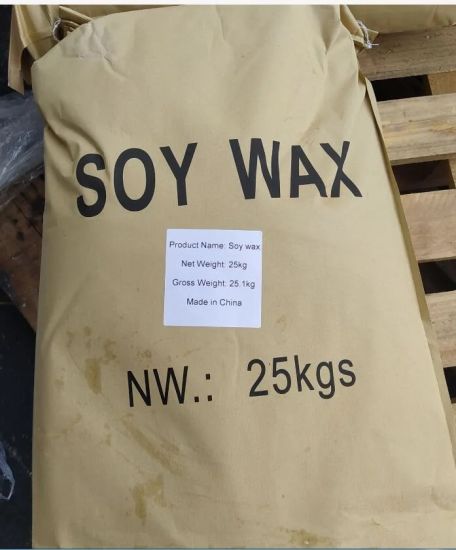 SOY WAX
Product Name: Soy wax
Net Weight: 25kg
Gross Weight: 25.1kg
Made in China
NW.: 25kgs